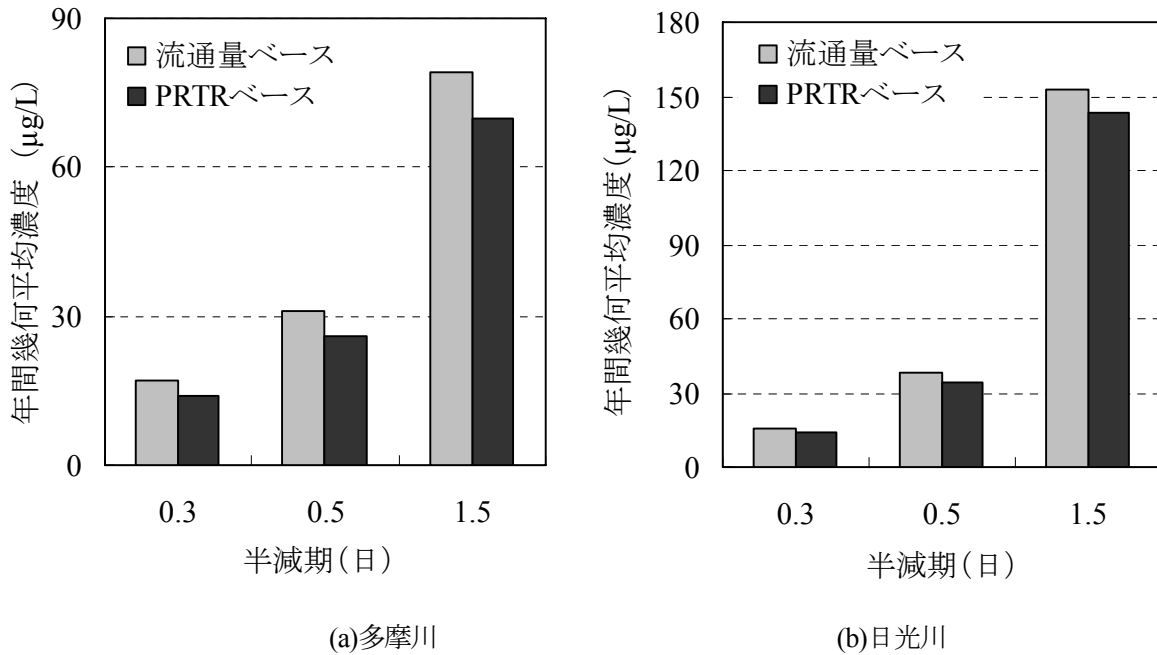 年間幾何平均濃度 (μg/L)
90
60
30
0
流通量ベース
PRTRベース
0.3 0.5 1.5
半減期(日)
(a)多摩川
年間幾何平均濃度(μg/L)
180
150
120
90
60
30
0
流通量ベース
PRTRベース
0.3 0.5 1.5
半減期(日)
(b)日光川